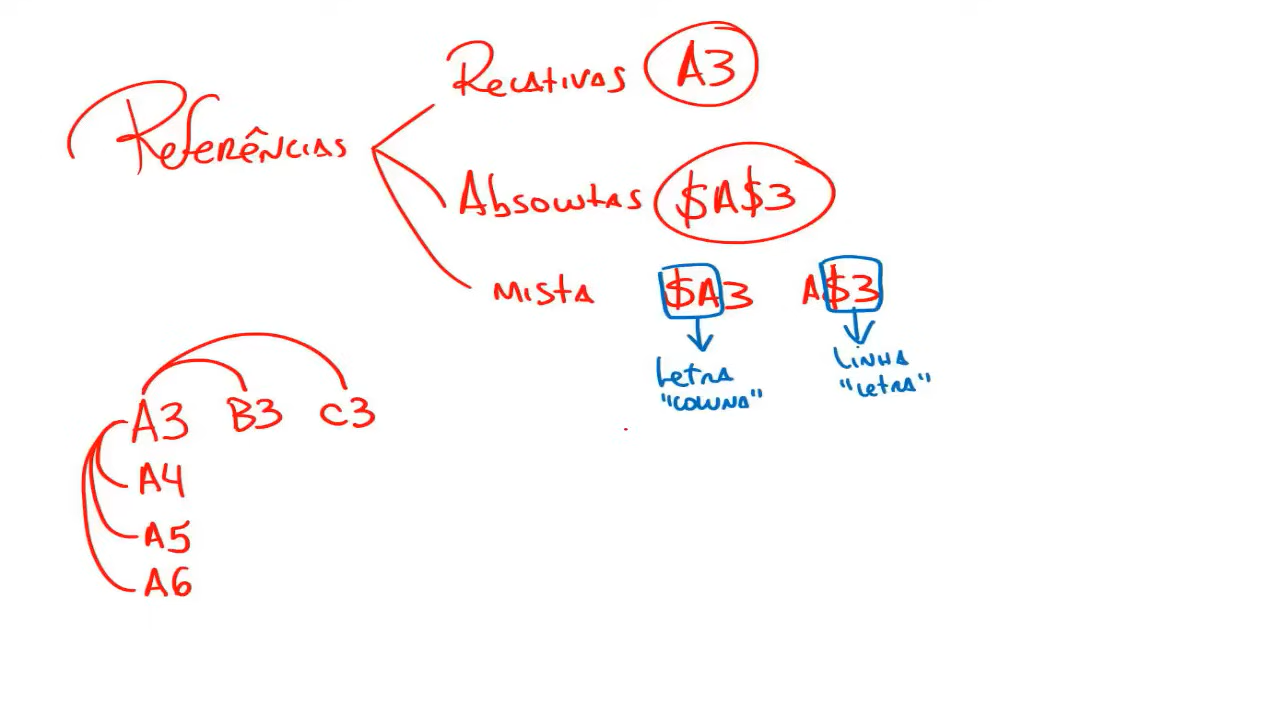 Referências
Relativas A3
Absolutas $A$3
Mista $A3 A$3
Letra
"coluna"
Linha
"Letra"
A3 B3 C3
A4
A5
A6